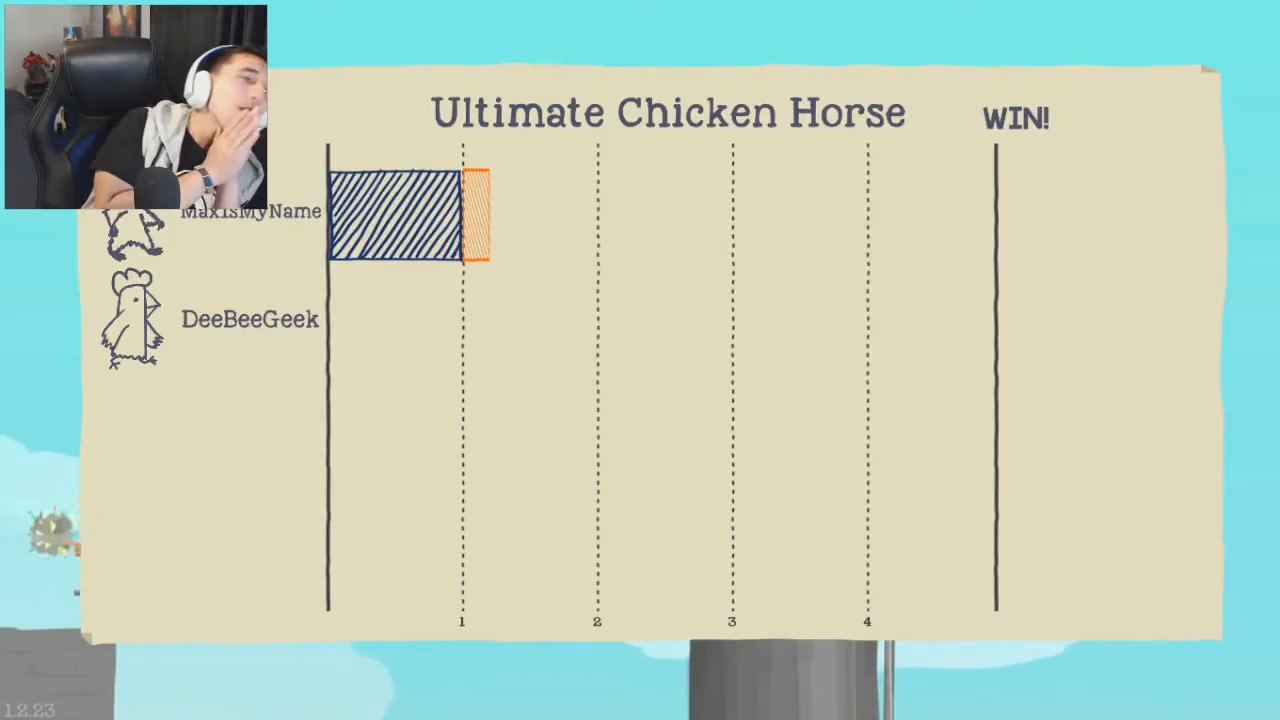 Ultimate Chicken Horse
WIN!
MaxIsMyName
DeeBeeGeek
1 2 3 4
1.2.23